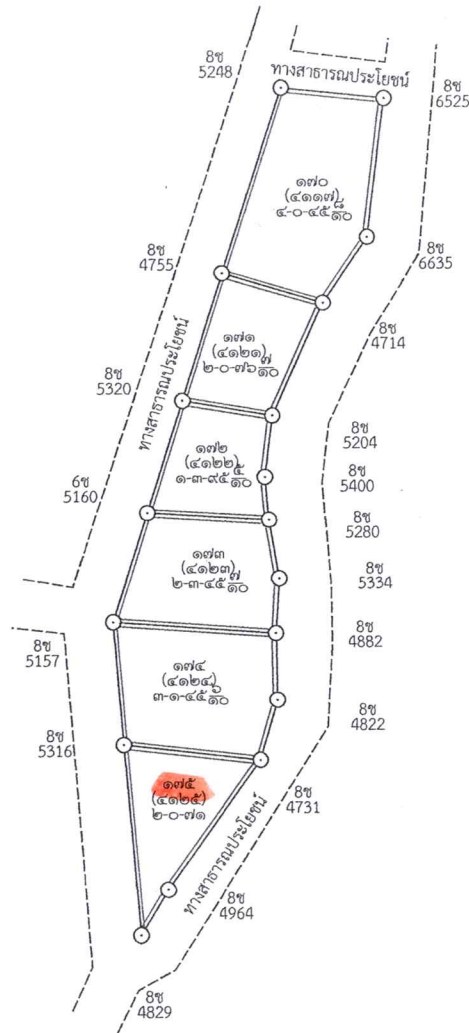 ทางสาธารณประโยชน์
8ช
5248
8ช
6525
๑๗๐
(๔๑๑๗)
๔-๐-๔๕ ๘/๑๐
8ช
6635
8ช
4755
8ช
4714
ทางสาธารณประโยชน์
๑๗๑
(๔๑๒๑)
๒-๐-๗๖ ๗/๑๐
8ช
5320
8ช
5204
๑๗๒
(๔๑๒๒)
๑-๓-๙๕ ๕/๑๐
8ช
5400
6ช
5160
8ช
5280
๑๗๓
(๔๑๒๓)
๒-๓-๔๕ ๗/๑๐
8ช
5334
8ช
5157
8ช
4882
๑๗๔
(๔๑๒๔)
๓-๑-๔๕ ๖/๑๐
8ช
4822
8ช
5316
๑๗๕
(๔๑๒๕)
๒-๐-๗๑
8ช
4731
ทางสาธารณประโยชน์
8ช
4964
8ช
4829